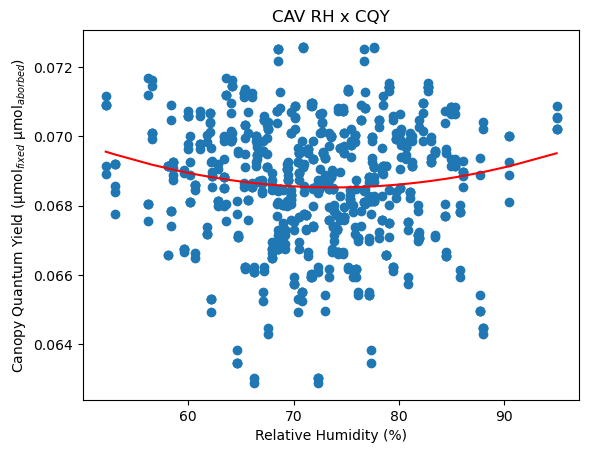 CAV RH x CQY
Canopy Quantum Yield (μmol_fixed μmol_aborbed)
0.072
0.070
0.068
0.066
0.064
60 70 80 90
Relative Humidity (%)